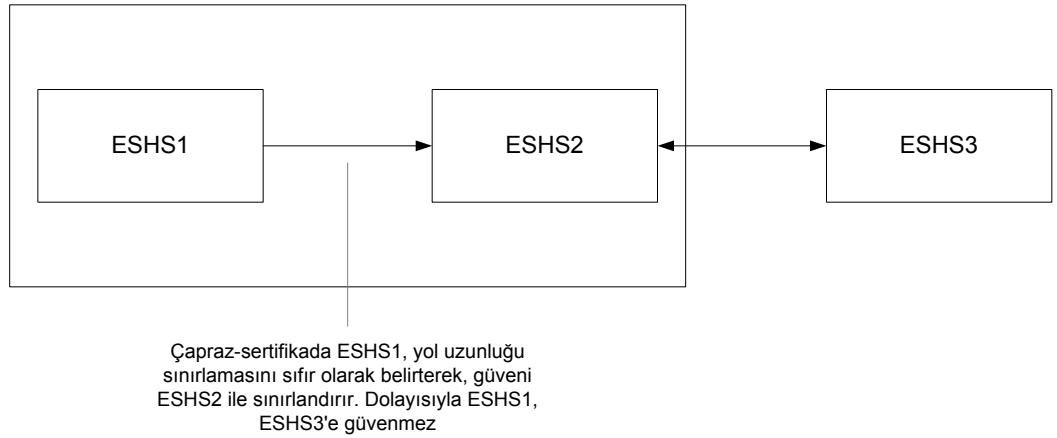 ESHS1
ESHS2
ESHS3
Çapraz-sertifikada ESHS1, yol uzunluğu
sınırlamasını sıfır olarak belirterek, güveni
ESHS2 ile sınırlandırır. Dolayısıyla ESHS1,
ESHS3'e güvenmez